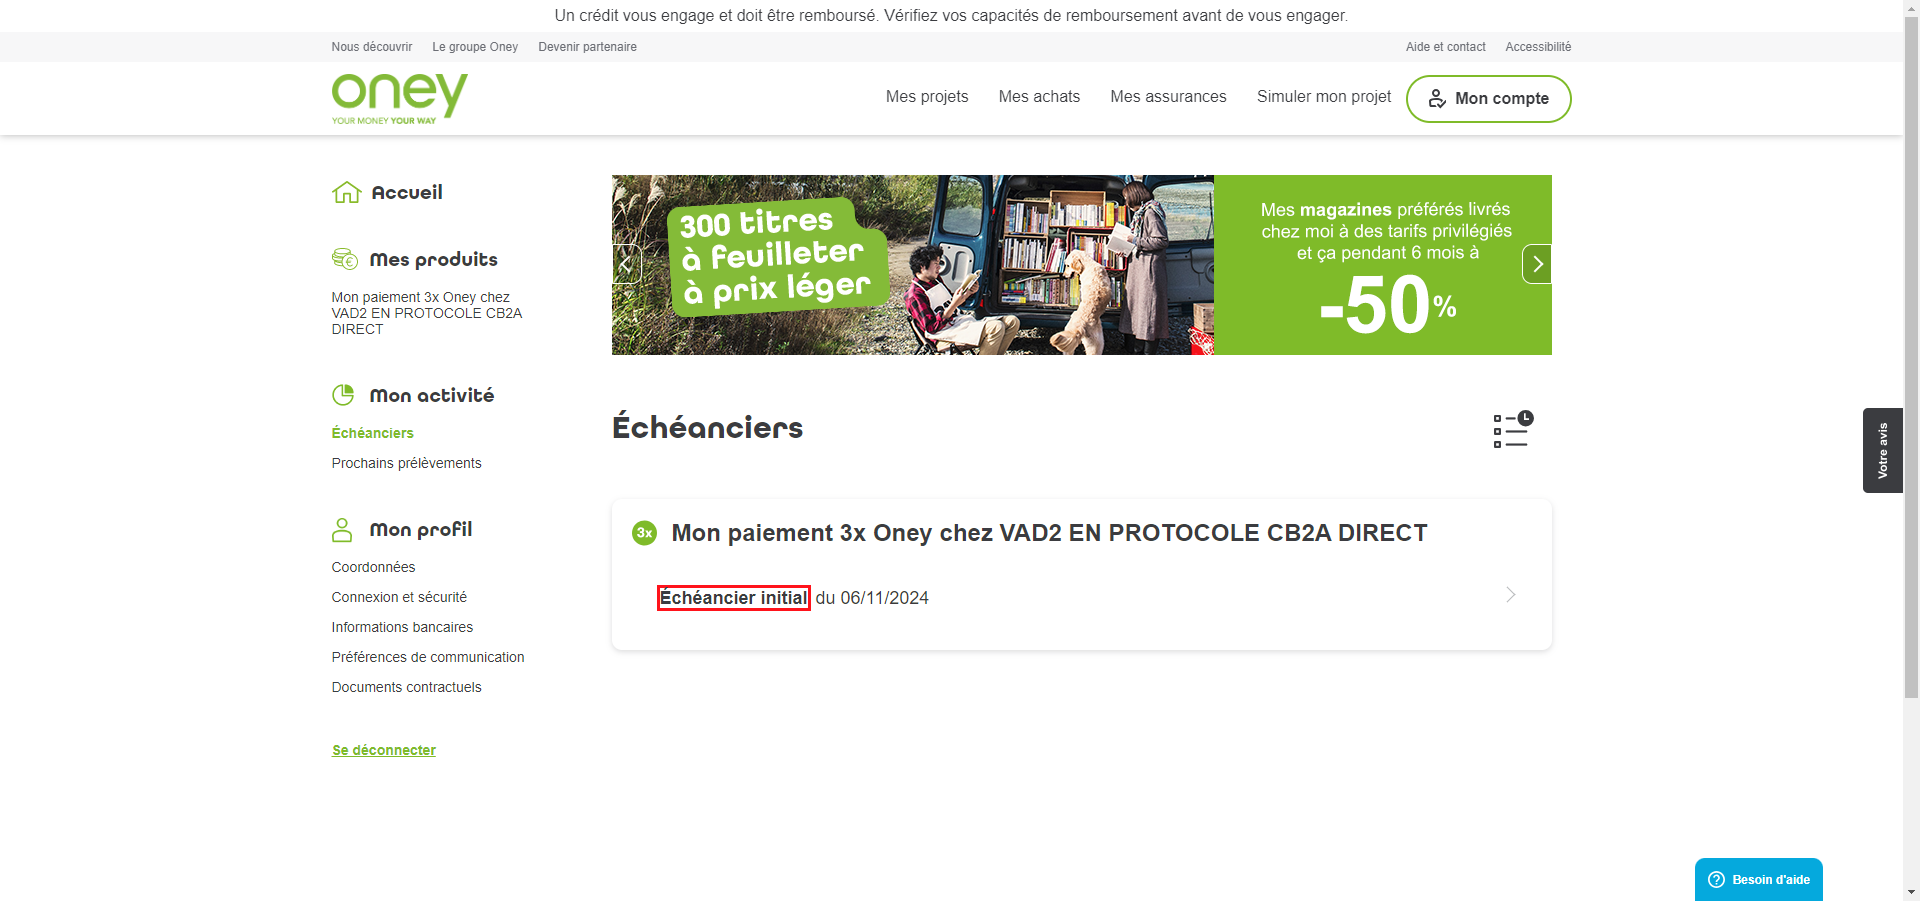 Un crédit vous engage et doit être remboursé. Vérifiez vos capacités de remboursement avant de vous engager.
Nous découvrir Le groupe Oney Devenir partenaire Aide et contact Accessibilité
oney
YOUR MONEY YOUR WAY
Mes projets Mes achats Mes assurances Simuler mon projet Mon compte
Accueil
Mes produits
Mon paiement 3x Oney chez
VAD2 EN PROTOCOLE CB2A
DIRECT
Mon activité
Échéanciers
Prochains prélèvements
Mon profil
Coordonnées
Connexion et sécurité
Informations bancaires
Préférences de communication
Documents contractuels
Se déconnecter
300 titres
à feuilleter
à prix léger
Mes magazines préférés livrés
chez moi à des tarifs privilégiés
et ça pendant 6 mois à
-50%
Échéanciers
3x Mon paiement 3x Oney chez VAD2 EN PROTOCOLE CB2A DIRECT
Échéancier initial du 06/11/2024
Votre avis
Besoin d'aide